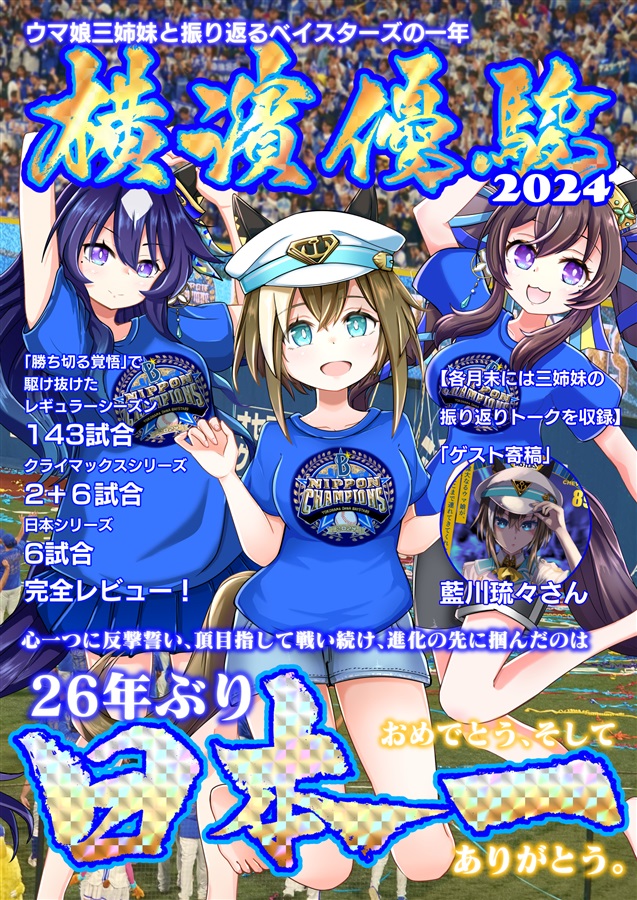 ウマ娘三姉妹と振り返るベイスターズの一年
横濱優駿
2024
「勝ち切る覚悟」で
駆け抜けた
レギュラーシーズン
143試合
クライマックスシリーズ
2+6試合
日本シリーズ
6試合
完全レビュー！
【各月末には三姉妹の
振り返りトークを収録】
「ゲスト寄稿」
藍川琉々さん
B
NIPPON
CHAMPIONS
B
NIPPON
CHAMPIONS
YOKOHAMA DeNA BAYSTARS
B
NIPPON
CHAMPIONS
心一つに反撃誓い、頂目指して戦い続け、進化の先に掴んだのは
26年ぶり
日本一
おめでとう、そして
ありがとう。